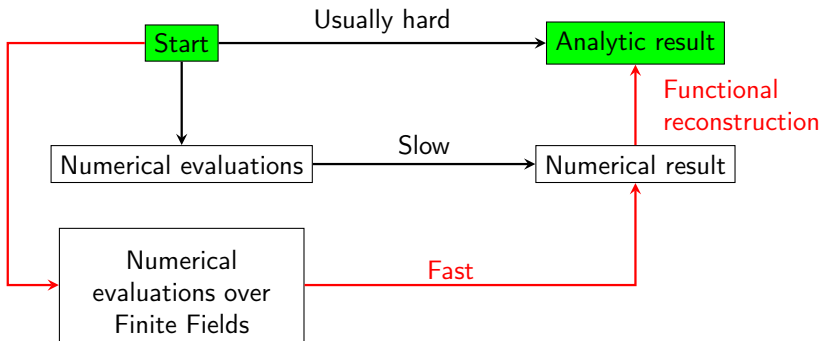 Usually hard
Start
Analytic result
Functional
reconstruction
Slow
Numerical evaluations
Numerical result
Numerical
evaluations over
Finite Fields
Fast